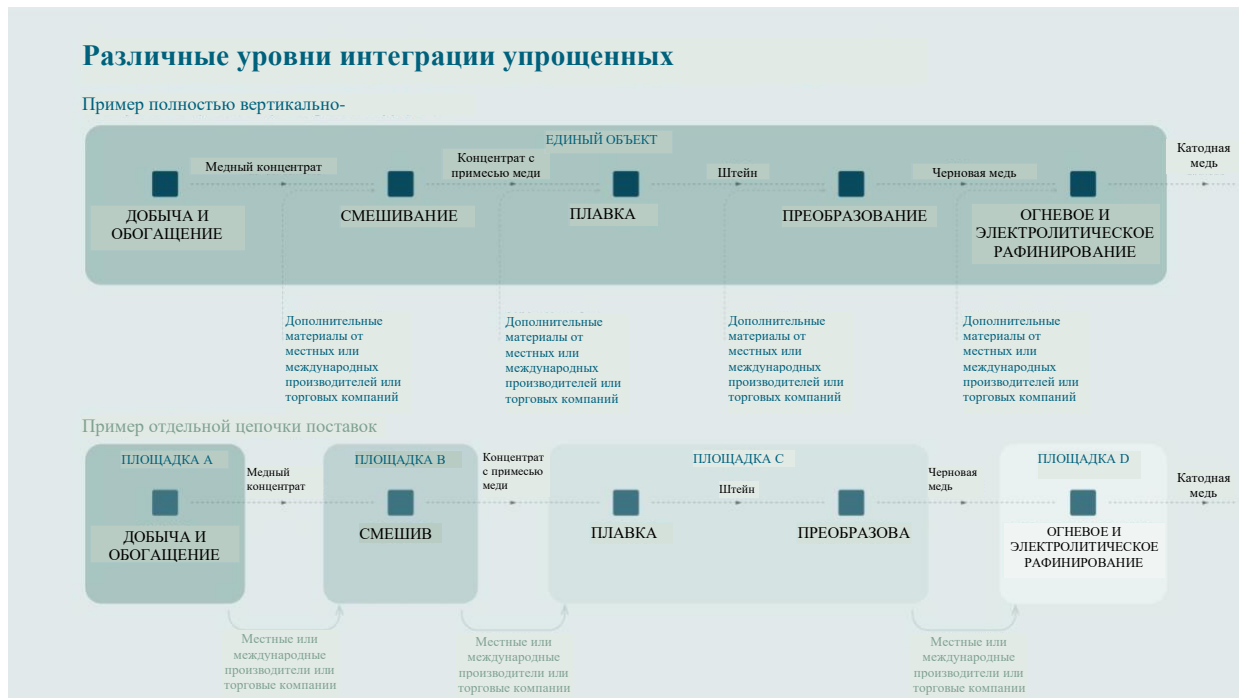 Различные уровни интеграции упрощенных
Пример полностью вертикально-
ЕДИНЫЙ ОБЪЕКТ
Медный концентрат
Концентрат с
примесью меди
Штейн
Черновая медь
Катодная
медь
ДОБЫЧА И
ОБОГАЩЕНИЕ
СМЕШИВАНИЕ
ПЛАВКА
ПРЕОБРАЗОВАНИЕ
ОГНЕВОЕ И
ЭЛЕКТРОЛИТИЧЕСКОЕ
РАФИНИРОВАНИЕ
Дополнительные
материалы от
местных или
международных
производителей или
торговых компаний
Дополнительные
материалы от
местных или
международных
производителей или
торговых компаний
Дополнительные
материалы от
местных или
международных
производителей или
торговых компаний
Дополнительные
материалы от
местных или
международных
производителей или
торговых компаний
Пример отдельной цепочки поставок
ПЛОЩАДКА A
Медный
концентрат
ПЛОЩАДКА B
Концентрат
с примесью
меди
ПЛОЩАДКА C
Штейн
Черновая
медь
ПЛОЩАДКА D
Катодная
медь
ДОБЫЧА И
ОБОГАЩЕНИЕ
СМЕШИВ
ПЛАВКА
ПРЕОБРАЗОВА
ОГНЕВОЕ И
ЭЛЕКТРОЛИТИЧЕСКОЕ
РАФИНИРОВАНИЕ
Местные или
международные
производители или
торговые компании
Местные или
международные
производители или
торговые компании
Местные или
международные
производители или
торговые компании